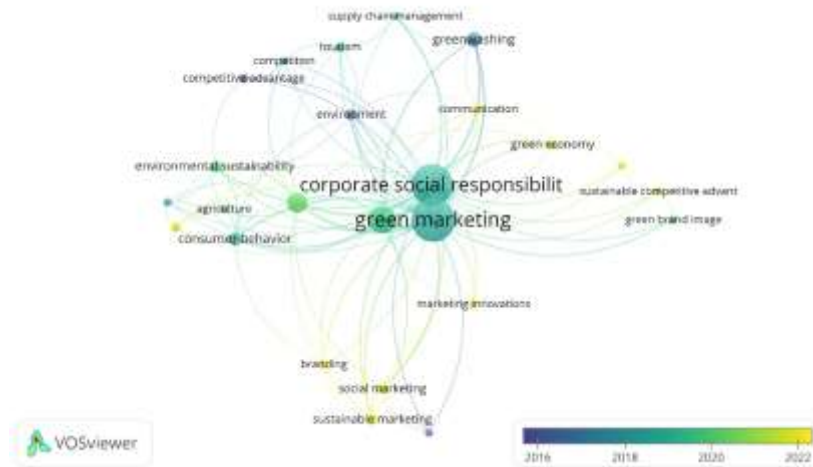 supply chain management
tourism
greenwashing
competition
competitive advantage
environment
communication
green economy
environmental sustainability
corporate social responsibilit
sustainable competitive advant
agriculture
green marketing
green brand image
consumer behavior
marketing innovations
branding
social marketing
sustainable marketing
VOSviewer
2016 2018 2020 2022